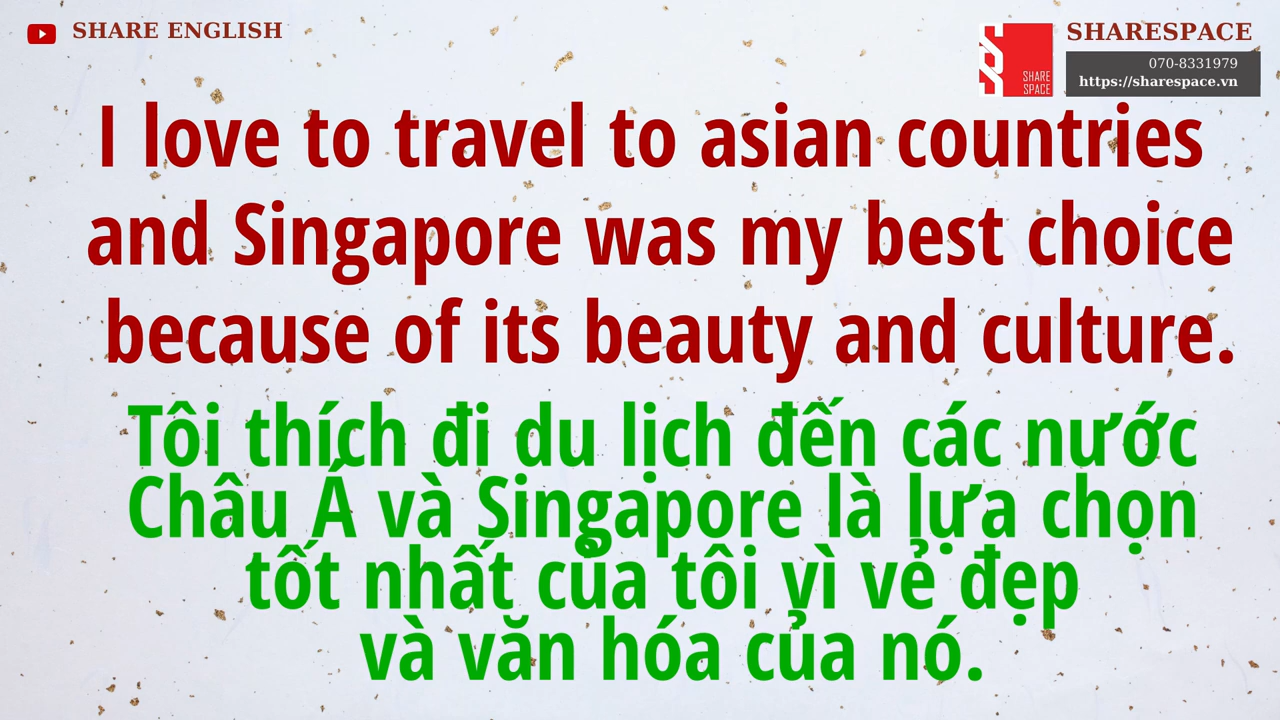 SHARE ENGLISH
SHARESPACE
070-8331979
https://sharespace.vn
SHARE
SPACE
I love to travel to asian countries
and Singapore was my best choice
because of its beauty and culture.
Tôi thích đi du lịch đến các nước
Châu Á và Singapore là lựa chọn
tốt nhất của tôi vì vẻ đẹp
và văn hóa của nó.